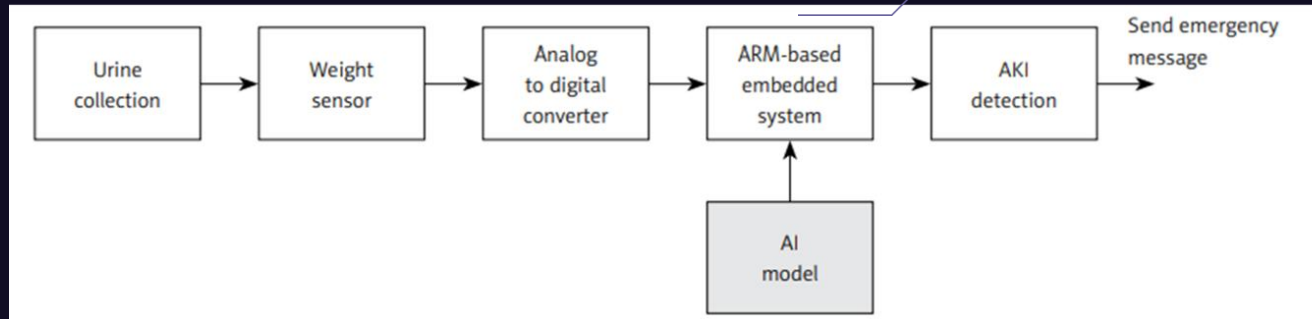 Urine
collection
Weight
sensor
Analog
to digital
converter
ARM-based
embedded
system
AKI
detection
Send emergency
message
AI
model